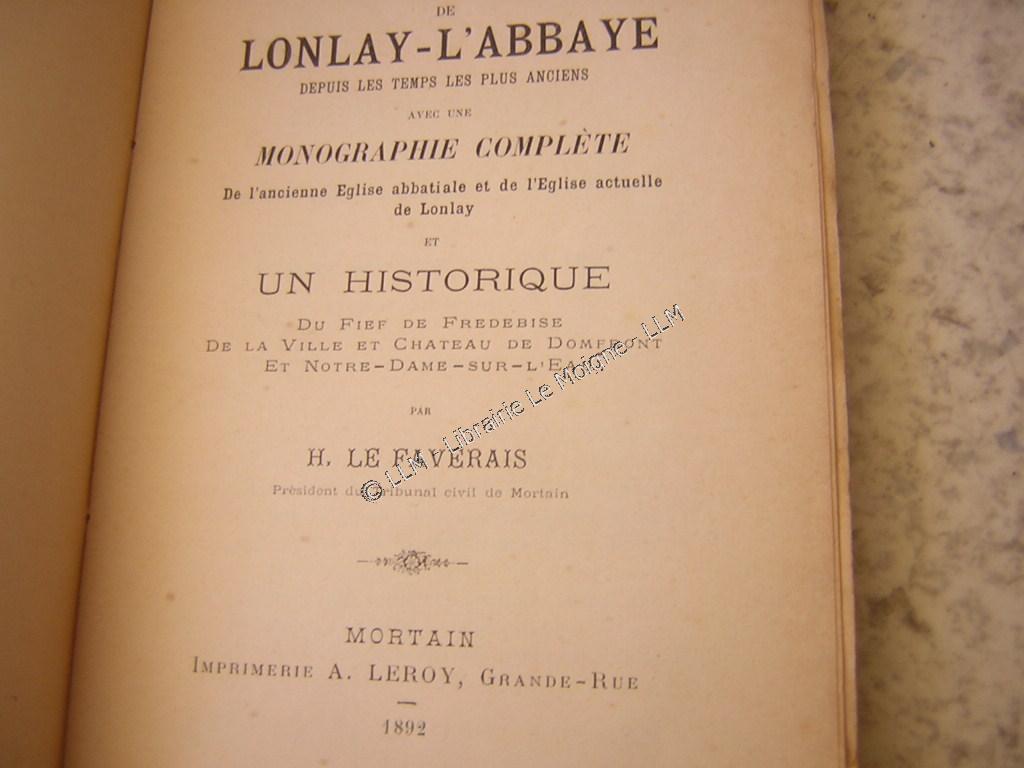 DE
LONLAY-L'ABBAYE
DEPUIS LES TEMPS LES PLUS ANCIENS
AVEC UNE
MONOGRAPHIE COMPLÈTE
De l'ancienne Eglise abbatiale et de l'Eglise actuelle
de Lonlay
ET
UN HISTORIQUE
DU FIEF DE FREDEBISE
DE LA VILLE ET CHATEAU DE DOMFRONT
ET NOTRE-DAME-SUR-L'EAU
PAR
H. LE FAVERAIS
Président du Tribunal civil de Mortain
© LLM - Librairie Le Moigne - LLM
MORTAIN
IMPRIMERIE A. LEROY, GRANDE-RUE
1892